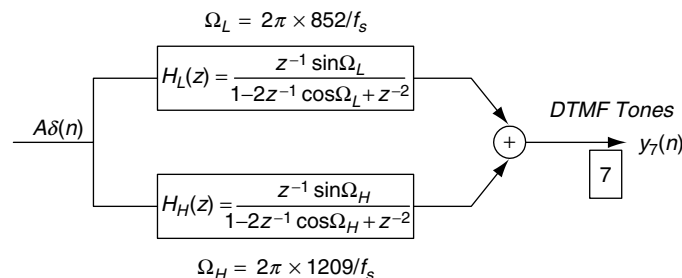 Ω_L = 2π × 852/f_s
H_L(z) = z⁻¹ sinΩ_L / 1–2z⁻¹ cosΩ_L + z⁻²
Aδ(n)
+
DTMF Tones
y₇(n)
7
H_H(z) = z⁻¹ sinΩ_H / 1–2z⁻¹ cosΩ_H + z⁻²
Ω_H = 2π × 1209/f_s